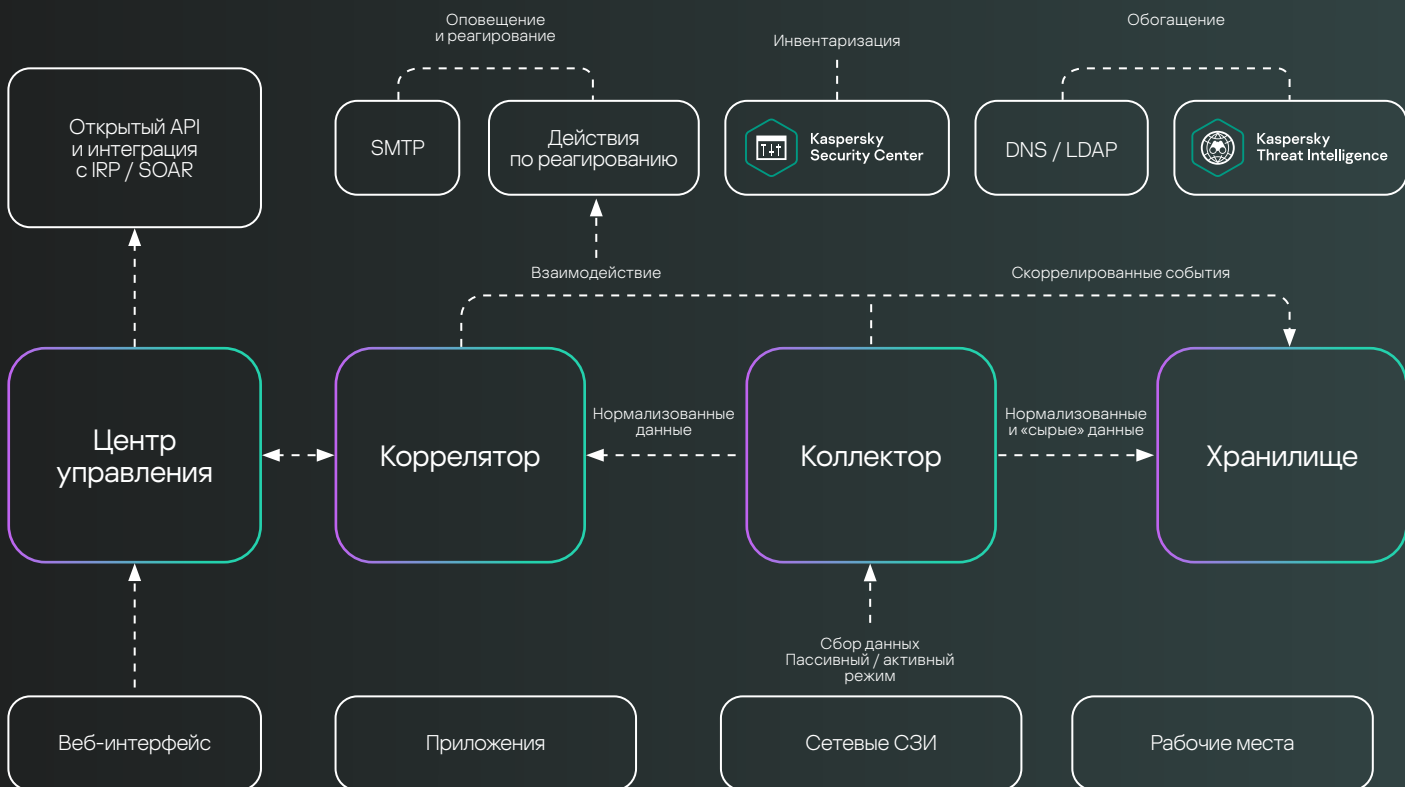 Оповещение
и реагирование
Инвентаризация
Обогащение
Открытый API
и интеграция
с IRP / SOAR
SMTP
Действия
по реагированию
Kaspersky
Security Center
DNS / LDAP
Kaspersky
Threat Intelligence
Взаимодействие
Скоррелированные события
Центр
управления
Коррелятор
Нормализованные
данные
Коллектор
Нормализованные
и «сырые» данные
Хранилище
Сбор данных
Пассивный / активный
режим
Веб-интерфейс
Приложения
Сетевые СЗИ
Рабочие места